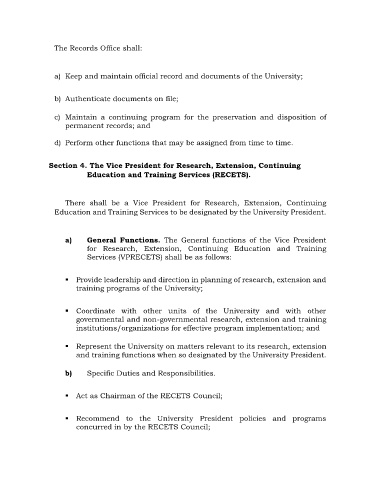 The Records Office shall:
a) Keep and maintain official record and documents of the University;
b) Authenticate documents on file;
c) Maintain a continuing program for the preservation and disposition of
permanent records; and
d) Perform other functions that may be assigned from time to time.
Section 4. The Vice President for Research, Extension, Continuing
Education and Training Services (RECETS).
There shall be a Vice President for Research, Extension, Continuing
Education and Training Services to be designated by the University President.
a) General Functions. The General functions of the Vice President
for Research, Extension, Continuing Education and Training
Services (VPRECETS) shall be as follows:
▪ Provide leadership and direction in planning of research, extension and
training programs of the University;
▪ Coordinate with other units of the University and with other
governmental and non-governmental research, extension and training
institutions/organizations for effective program implementation; and
▪ Represent the University on matters relevant to its research, extension
and training functions when so designated by the University President.
b) Specific Duties and Responsibilities.
▪ Act as Chairman of the RECETS Council;
▪ Recommend to the University President policies and programs
concurred in by the RECETS Council;